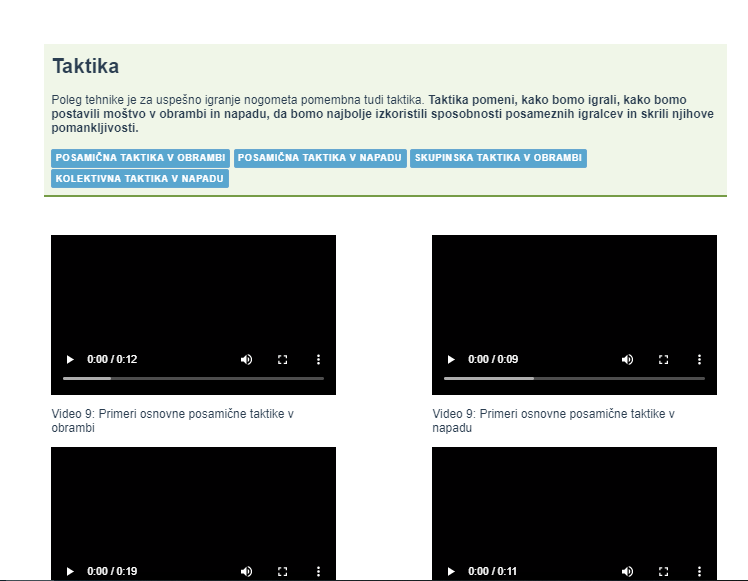 Taktika
Poleg tehnike je za uspešno igranje nogometa pomembna tudi taktika. Taktika pomeni, kako bomo igrali, kako bomo
postavili moštvo v obrambi in napadu, da bomo najbolje izkoristili sposobnosti posameznih igralcev in skrili njihove
pomankljivosti.
POSAMIČNA TAKTIKA V OBRAMBI POSAMIČNA TAKTIKA V NAPADU SKUPINSKA TAKTIKA V OBRAMBI
KOLEKTIVNA TAKTIKA V NAPADU
0:00 / 0:12
0:00 / 0:09
Video 9: Primeri osnovne posamične taktike v
obrambi
Video 9: Primeri osnovne posamične taktike v
napadu
0:00 / 0:19
0:00 / 0:11